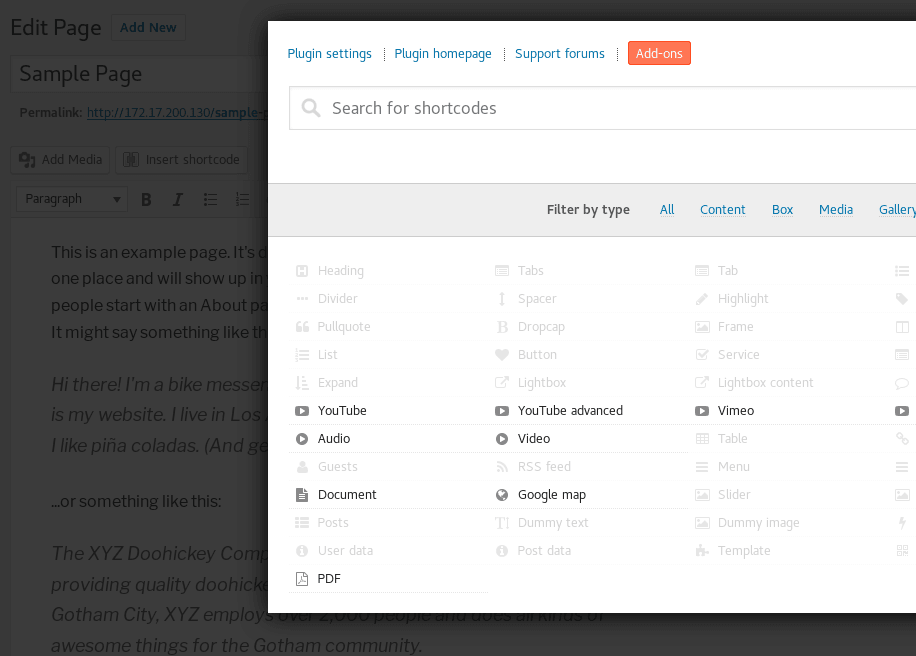 Edit Page Add New
Sample Page
Permalink: http://172.17.200.130/sample-p
Add Media Insert shortcode
Paragraph B I
This is an example page. It's d
one place and will show up in
people start with an About pa
It might say something like th
Hi there! I'm a bike messer
is my website. I live in Los
I like piña coladas. (And ge
...or something like this:
The XYZ Doohickey Comp
providing quality doohicke
Gotham City, XYZ employs over 2,000 people and does all kinds of
awesome things for the Gotham community.
Plugin settings Plugin homepage Support forums Add-ons
Search for shortcodes
Filter by type All Content Box Media Gallery
Heading Tabs Tab
Divider Spacer Highlight
Pullquote Dropcap Frame
List Button Service
Expand Lightbox Lightbox content
YouTube YouTube advanced Vimeo
Audio Video Table
Guests RSS feed Menu
Document Google map Slider
Posts Dummy text Dummy image
User data Post data Template
PDF